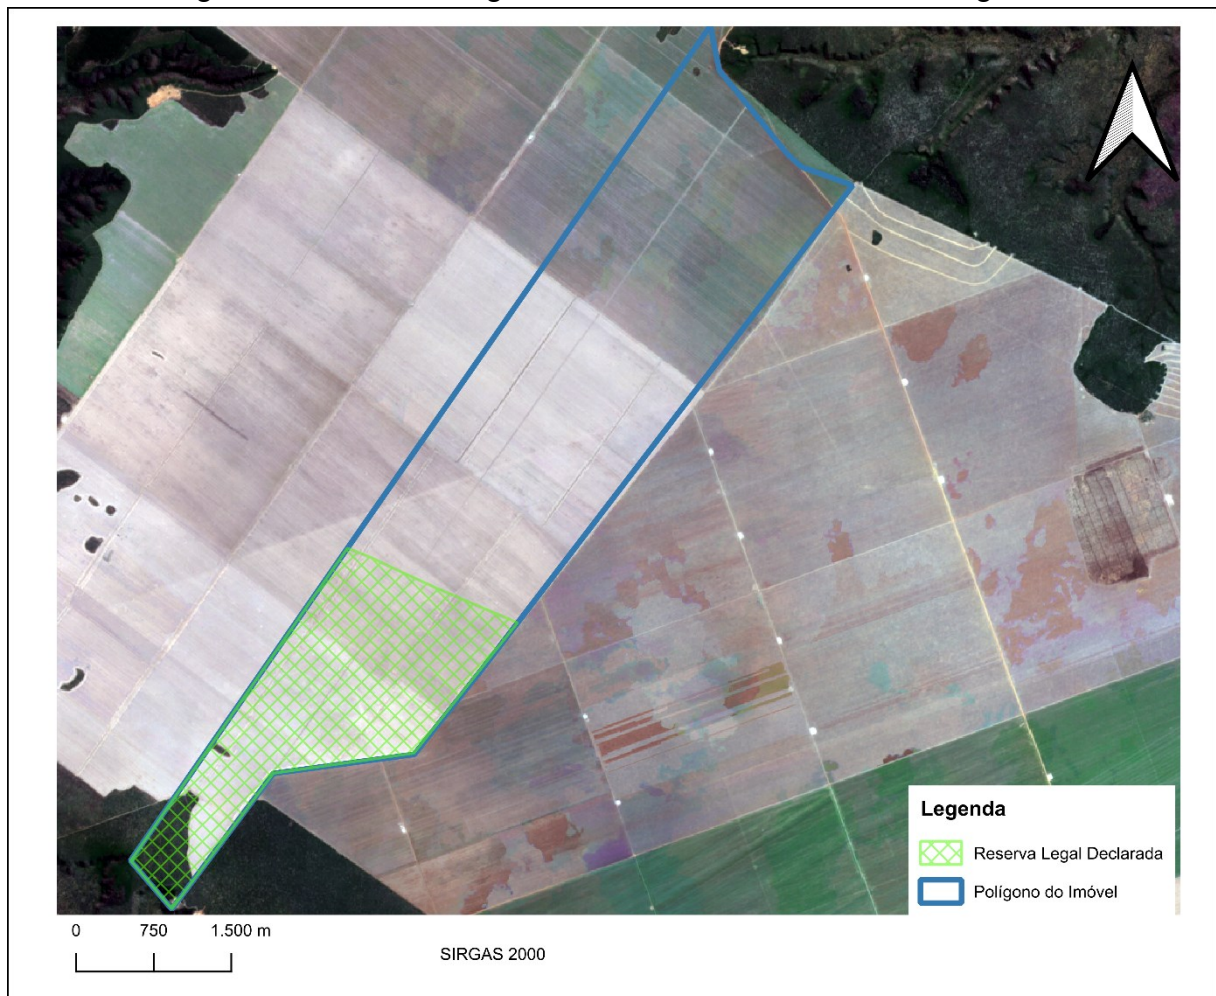 Legenda
Reserva Legal Declarada
Polígono do Imóvel
0 750 1.500 m
SIRGAS 2000